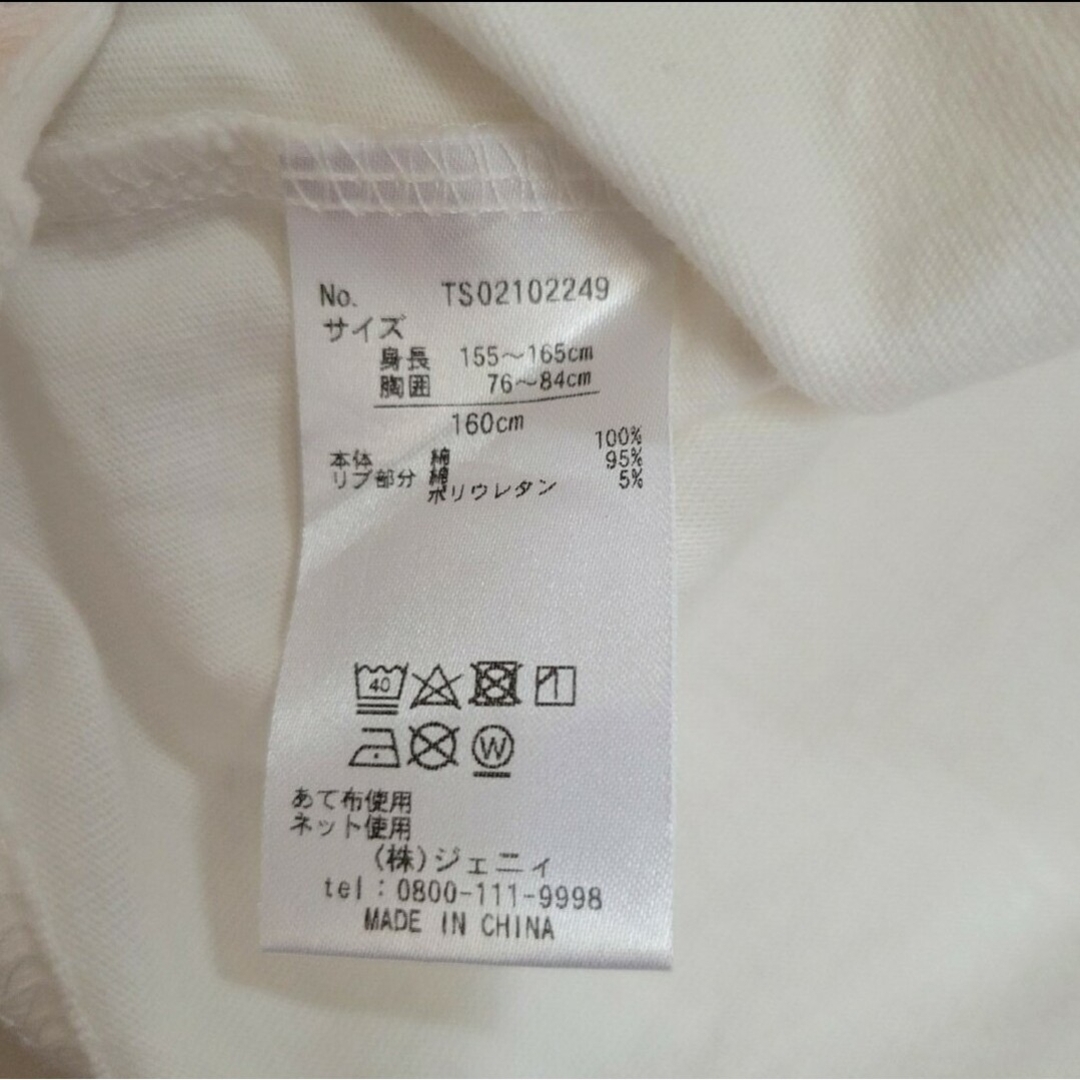 No. TS02102249
サイズ
身長 155～165cm
胸囲 76～84cm
160cm
本体 綿 100%
リブ部分 綿 95%
ポリウレタン 5%
40
W
あて布使用
ネット使用
(株)ジェニィ
tel：0800-111-9998
MADE IN CHINA